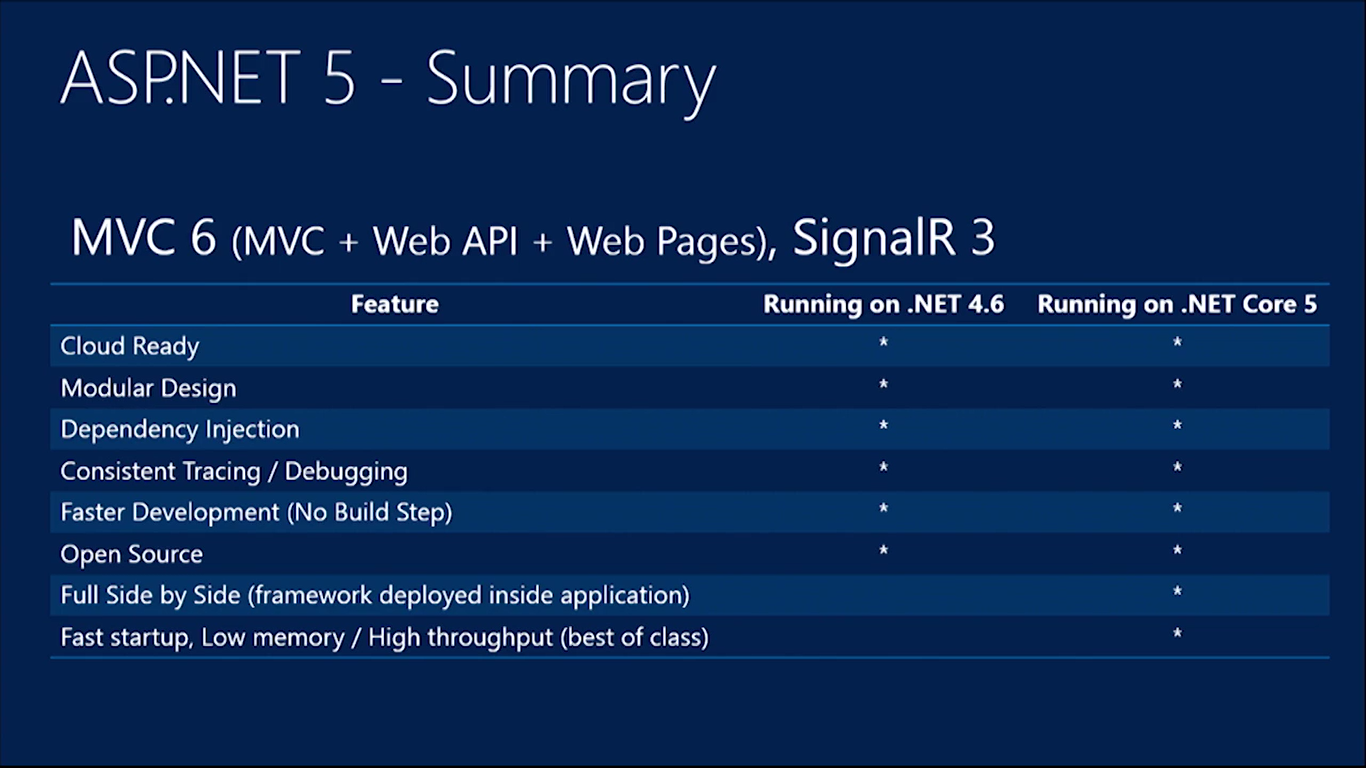 ASP.NET 5 - Summary
MVC 6 (MVC + Web API + Web Pages), SignalR 3
Feature Running on .NET 4.6 Running on .NET Core 5
Cloud Ready * *
Modular Design * *
Dependency Injection * *
Consistent Tracing / Debugging * *
Faster Development (No Build Step) * *
Open Source * *
Full Side by Side (framework deployed inside application) *
Fast startup, Low memory / High throughput (best of class) *